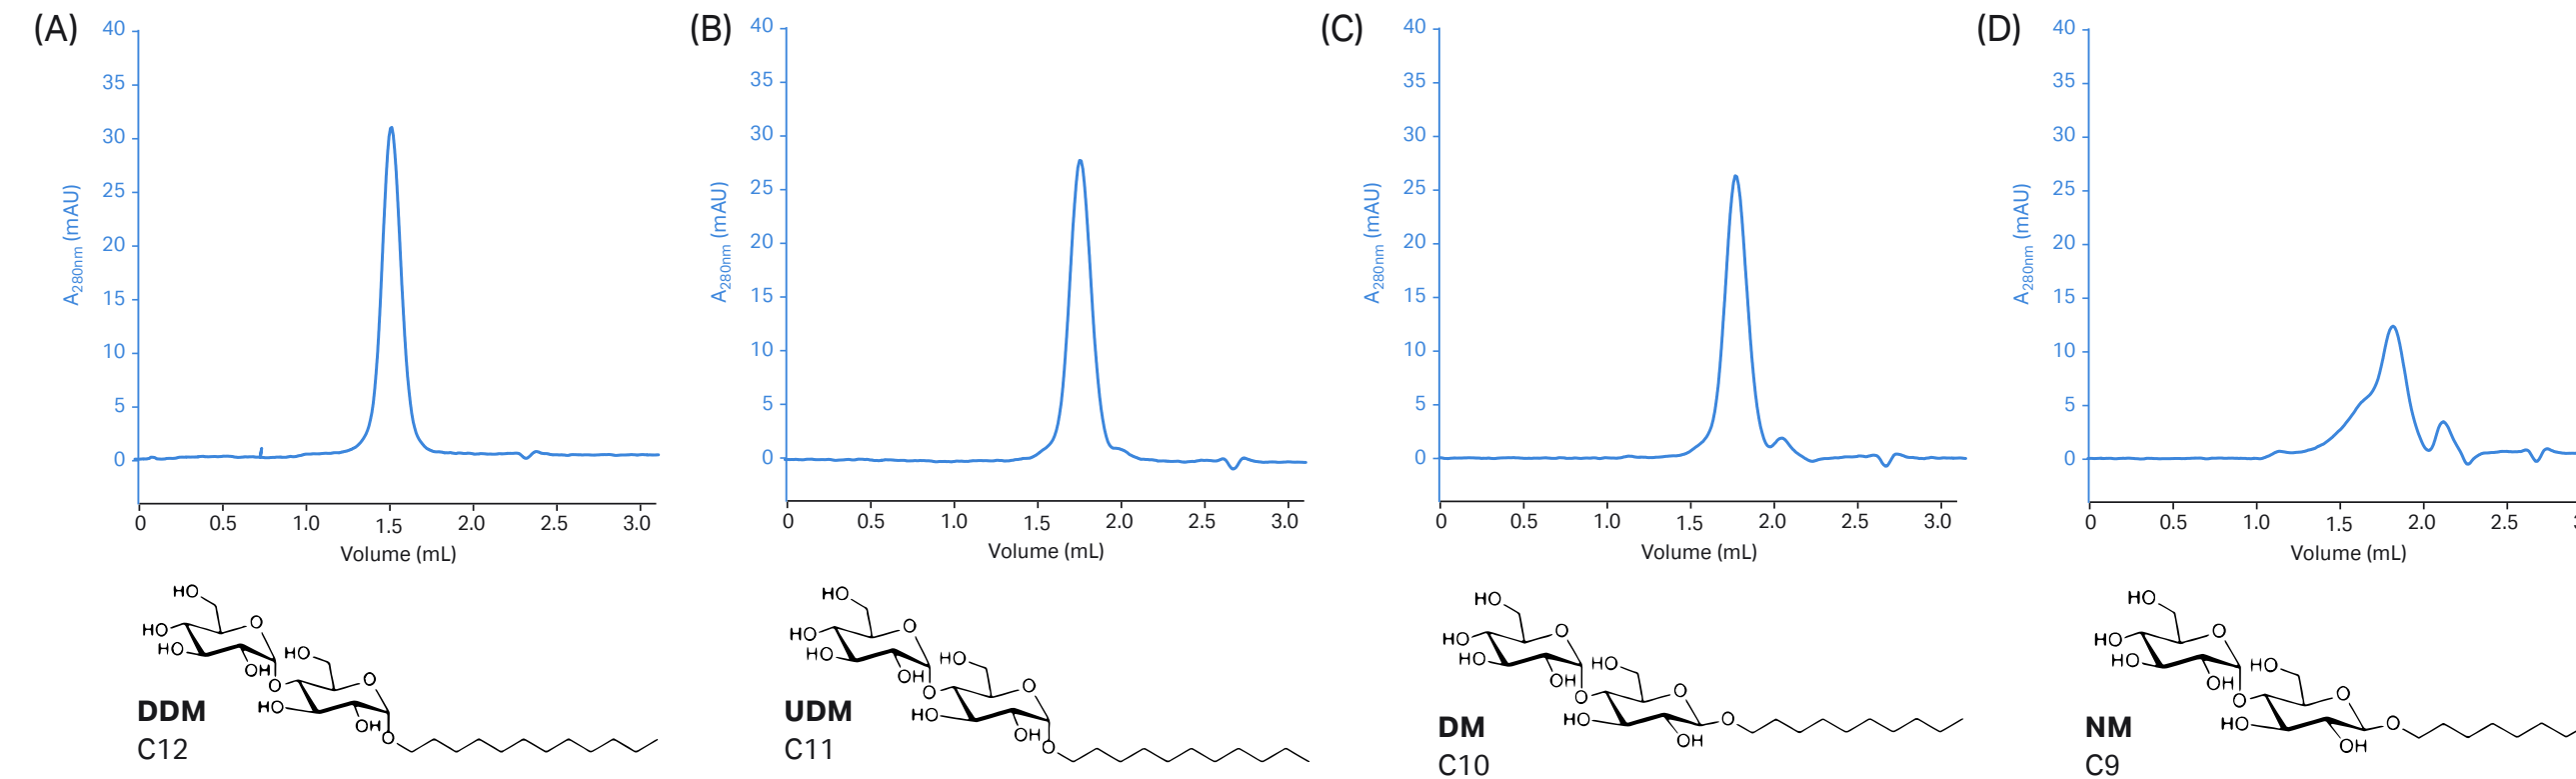 (A)
40
35
30
25
20
15
10
5
0
A280nm (mAU)
0 0.5 1.0 1.5 2.0 2.5 3.0
Volume (mL)
HO
O
HO
HO
OH
HO
O
O
HO
OH
O
DDM
C12
(B)
40
35
30
25
20
15
10
5
0
A280nm (mAU)
0 0.5 1.0 1.5 2.0 2.5 3.0
Volume (mL)
HO
O
HO
HO
OH
HO
O
O
HO
OH
O
UDM
C11
(C)
40
35
30
25
20
15
10
5
0
A280nm (mAU)
0 0.5 1.0 1.5 2.0 2.5 3.0
Volume (mL)
HO
O
HO
HO
OH
HO
O
O
HO
O
OH
DM
C10
(D)
40
35
30
25
20
15
10
5
0
A280nm (mAU)
0 0.5 1.0 1.5 2.0 2.5
Volume (mL)
HO
O
HO
HO
OH
HO
O
O
HO
O
OH
NM
C9